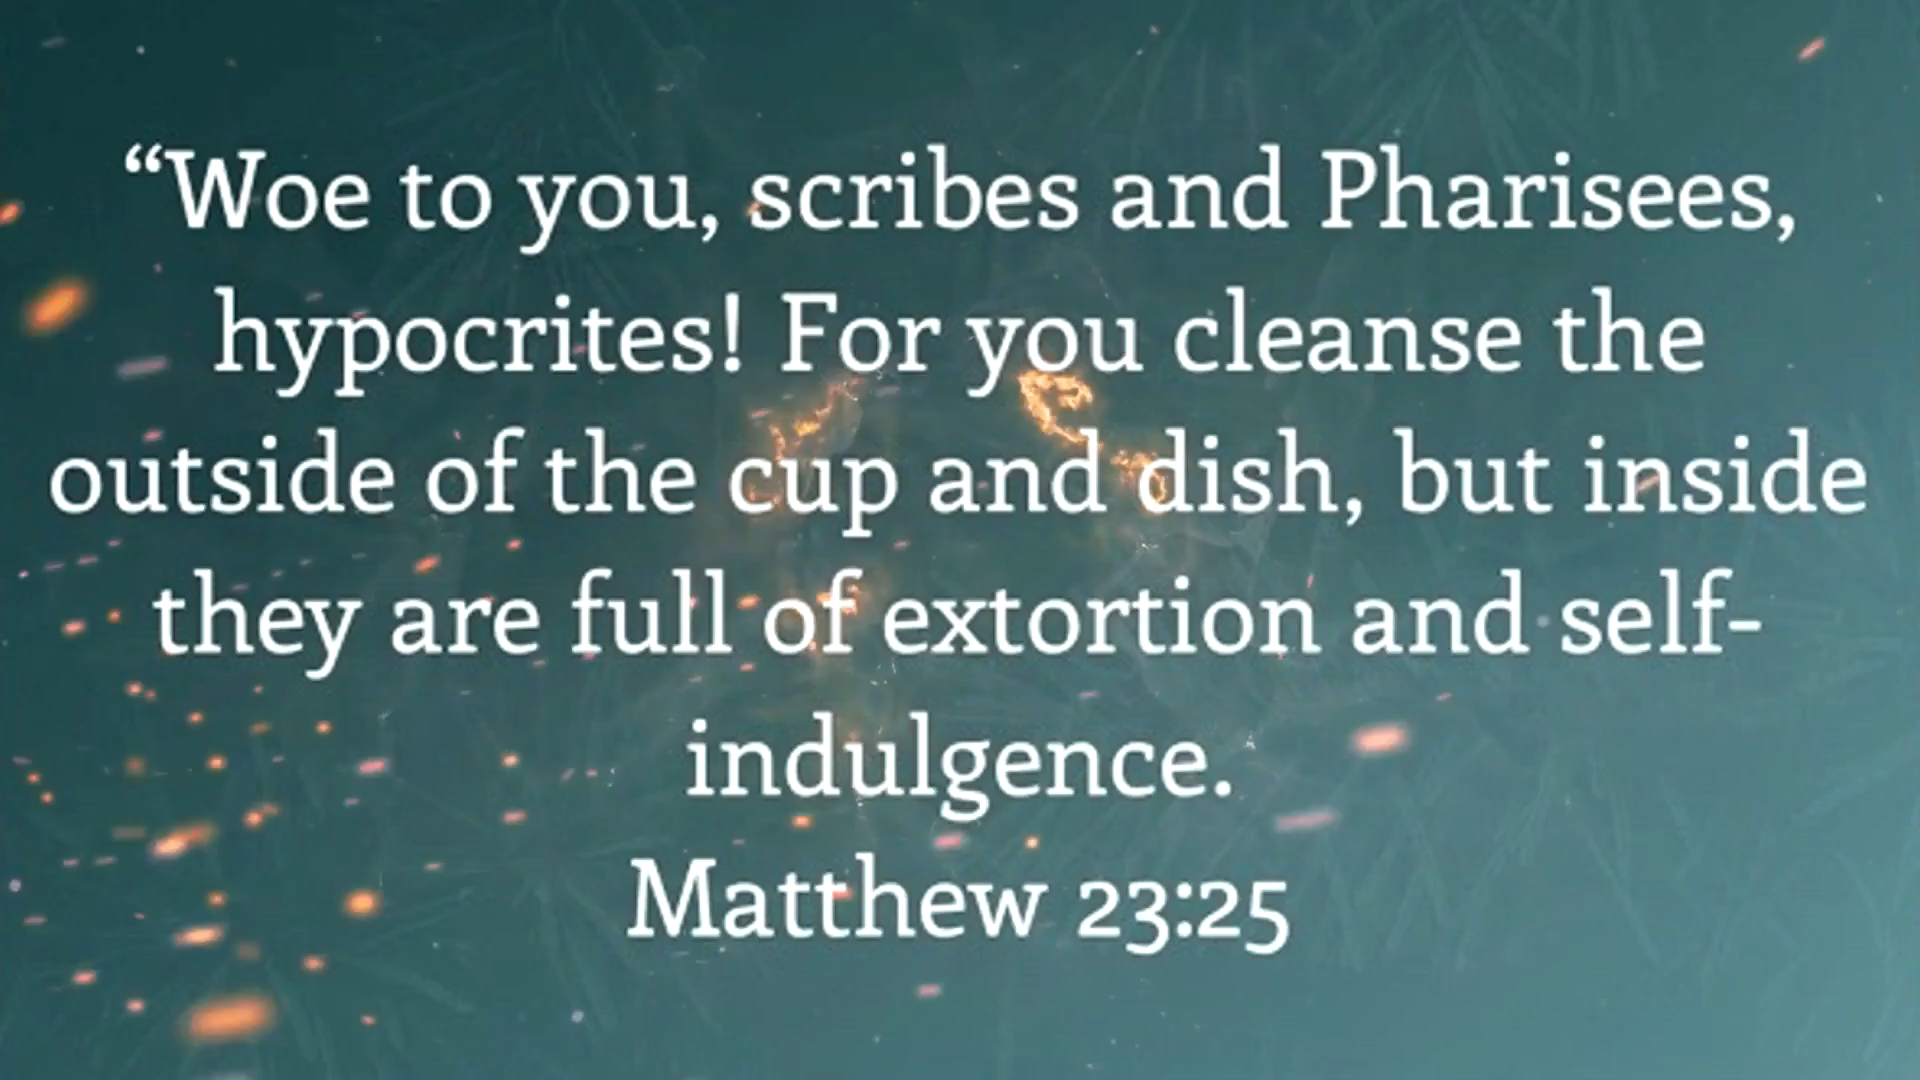 “Woe to you, scribes and Pharisees,
hypocrites! For you cleanse the
outside of the cup and dish, but inside
they are full of extortion and self-
indulgence.
Matthew 23:25